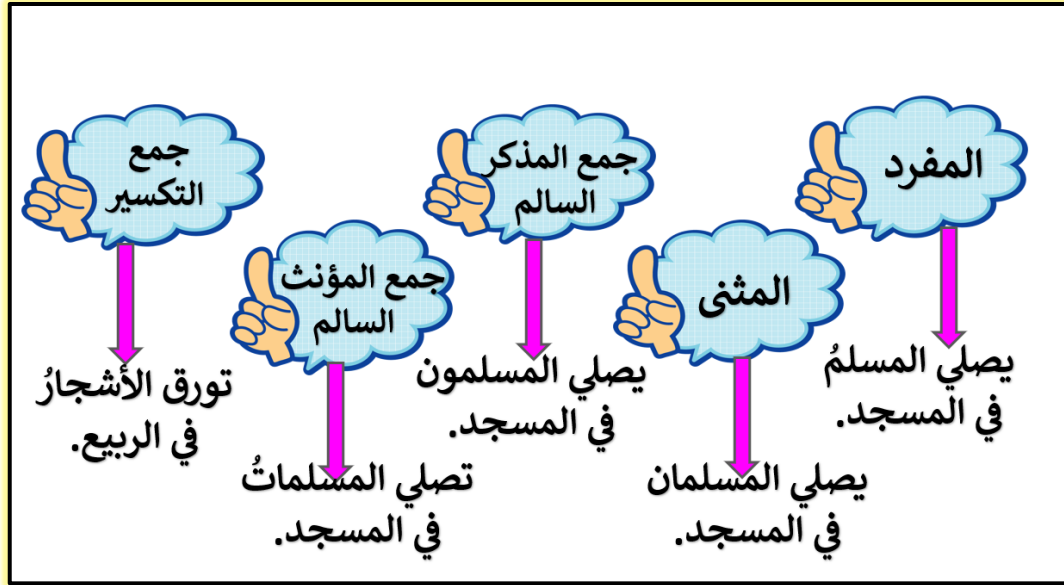 المفرد
يصلي المسلمُ
في المسجد.
المثنى
يصلي المسلمان
في المسجد.
جمع المذكر
السالم
يصلي المسلمون
في المسجد.
جمع المؤنث
السالم
تصلي المسلماتُ
في المسجد.
جمع
التكسير
تورق الأشجارُ
في الربيع.